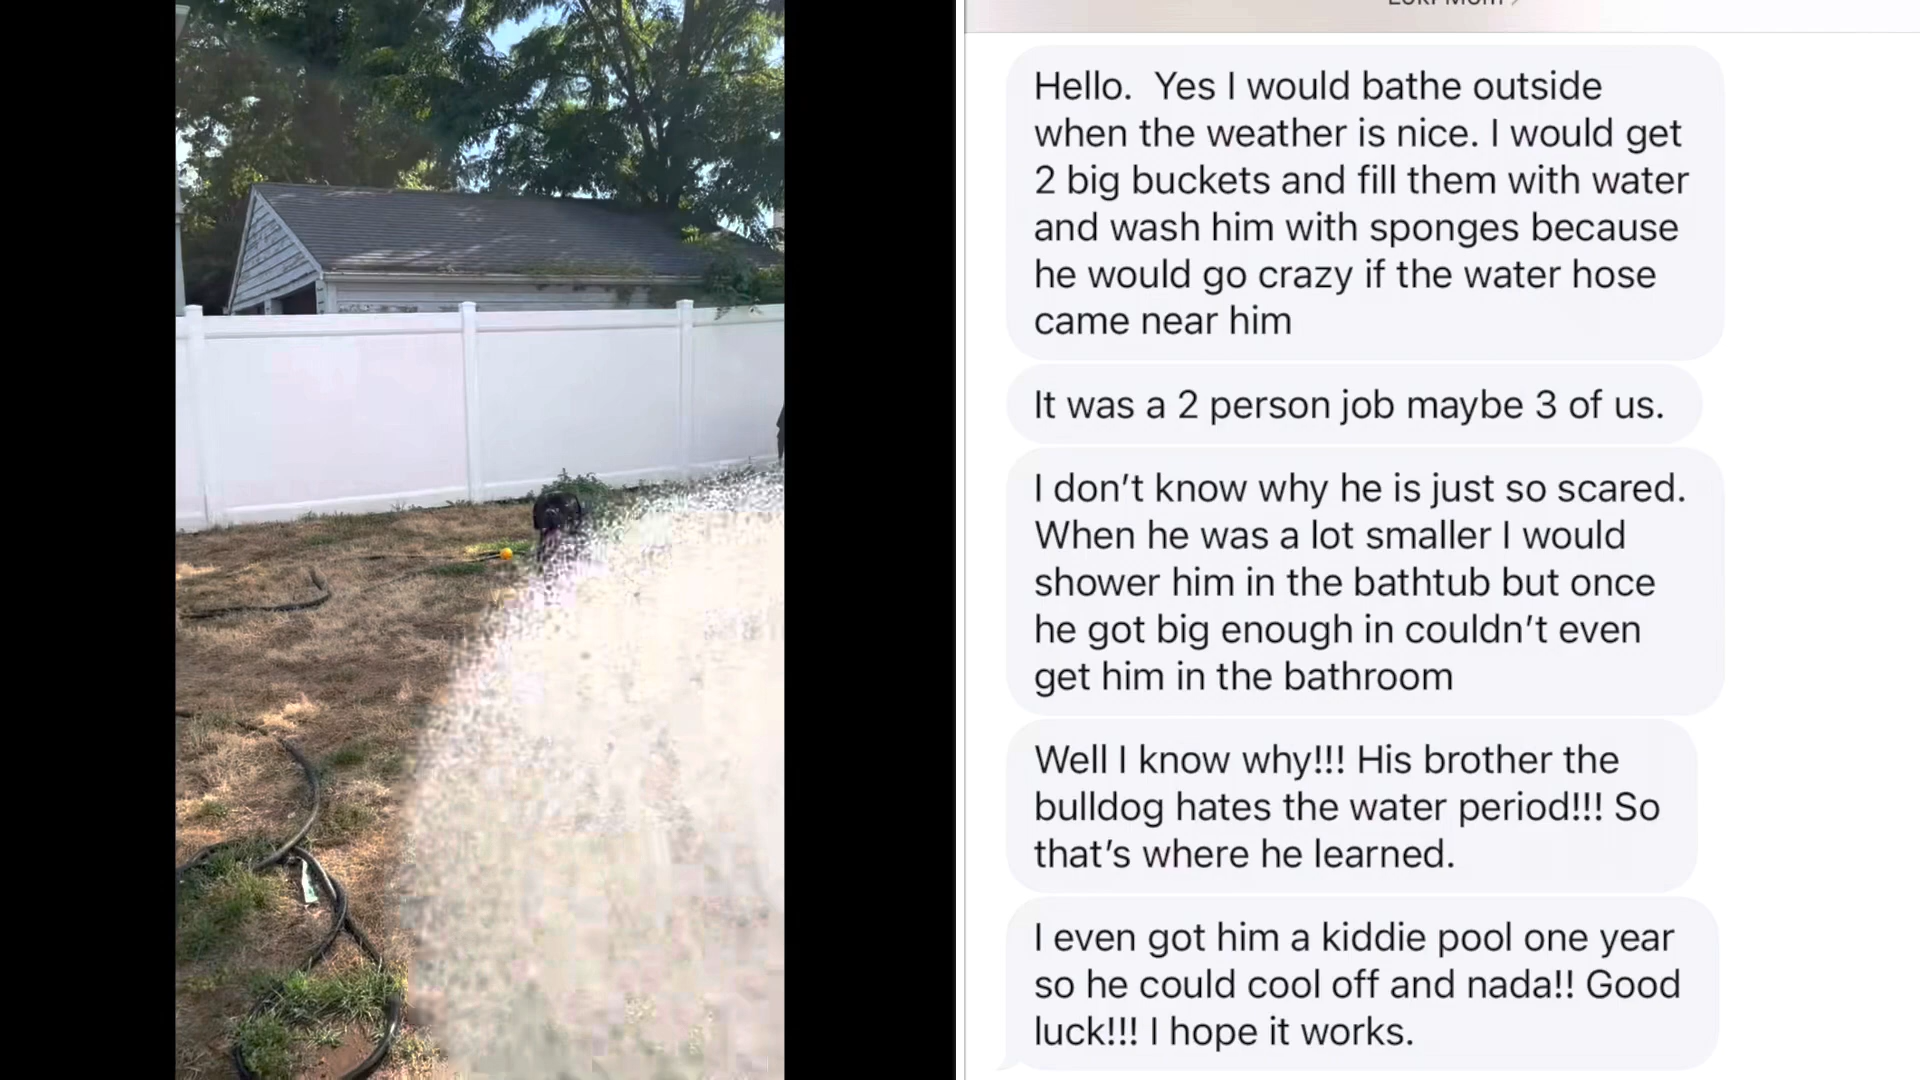 Hello.  Yes I would bathe outside
when the weather is nice. I would get
2 big buckets and fill them with water
and wash him with sponges because
he would go crazy if the water hose
came near him
It was a 2 person job maybe 3 of us.
I don’t know why he is just so scared.
When he was a lot smaller I would
shower him in the bathtub but once
he got big enough in couldn’t even
get him in the bathroom
Well I know why!!! His brother the
bulldog hates the water period!!! So
that’s where he learned.
I even got him a kiddie pool one year
so he could cool off and nada!! Good
luck!!! I hope it works.